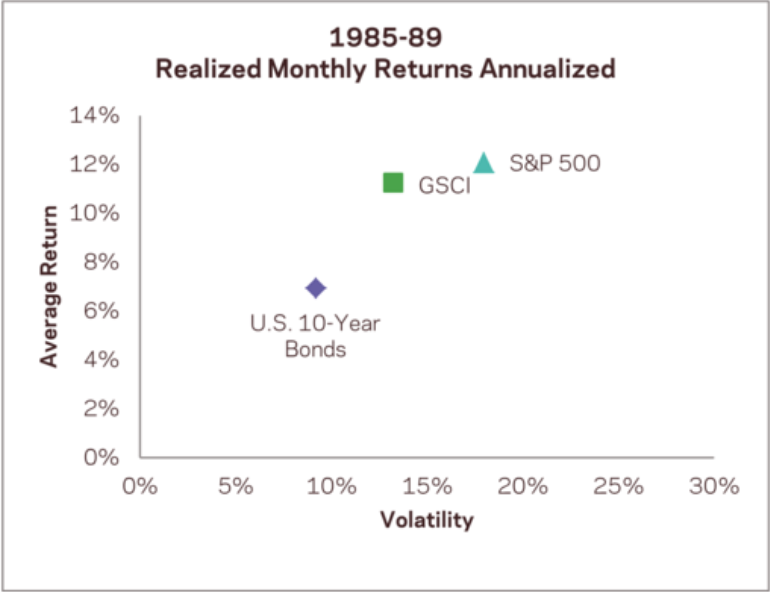 1985-89
Realized Monthly Returns Annualized
14%
12%
10%
8%
6%
4%
2%
0%
Average Return
S&P 500
GSCI
U.S. 10-Year
Bonds
0% 5% 10% 15% 20% 25% 30%
Volatility